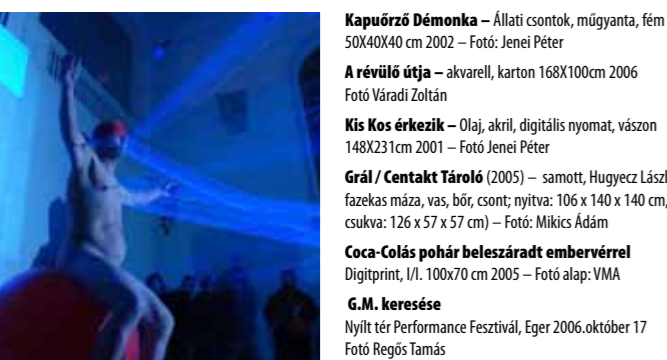 Kapuőrző Démonka – Állati csontok, műgyanta, fém
50X40X40 cm 2002 – Fotó: Jenei Péter
A révülő útja – akvarell, karton 168X100cm 2006
Fotó Váradi Zoltán
Kis Kos érkezik – Olaj, akril, digitális nyomat, vászon
148X231cm 2001 – Fotó Jenei Péter
Grál / Centakt Tároló (2005) – samott, Hugyecz
fazekas máza, vas, bőr, csont; nyitva: 106 x 140 x 140 cm,
csukva: 126 x 57 x 57 cm) – Fotó: Mikics Ádám
Coca-Colás pohár beleszáradt embervérrel
Digitprint, I/I. 100x70 cm 2005 – Fotó alap: VMA
G.M. keresése
Nyílt tér Performance Fesztivál, Eger 2006.október 17
Fotó Regős Tamás